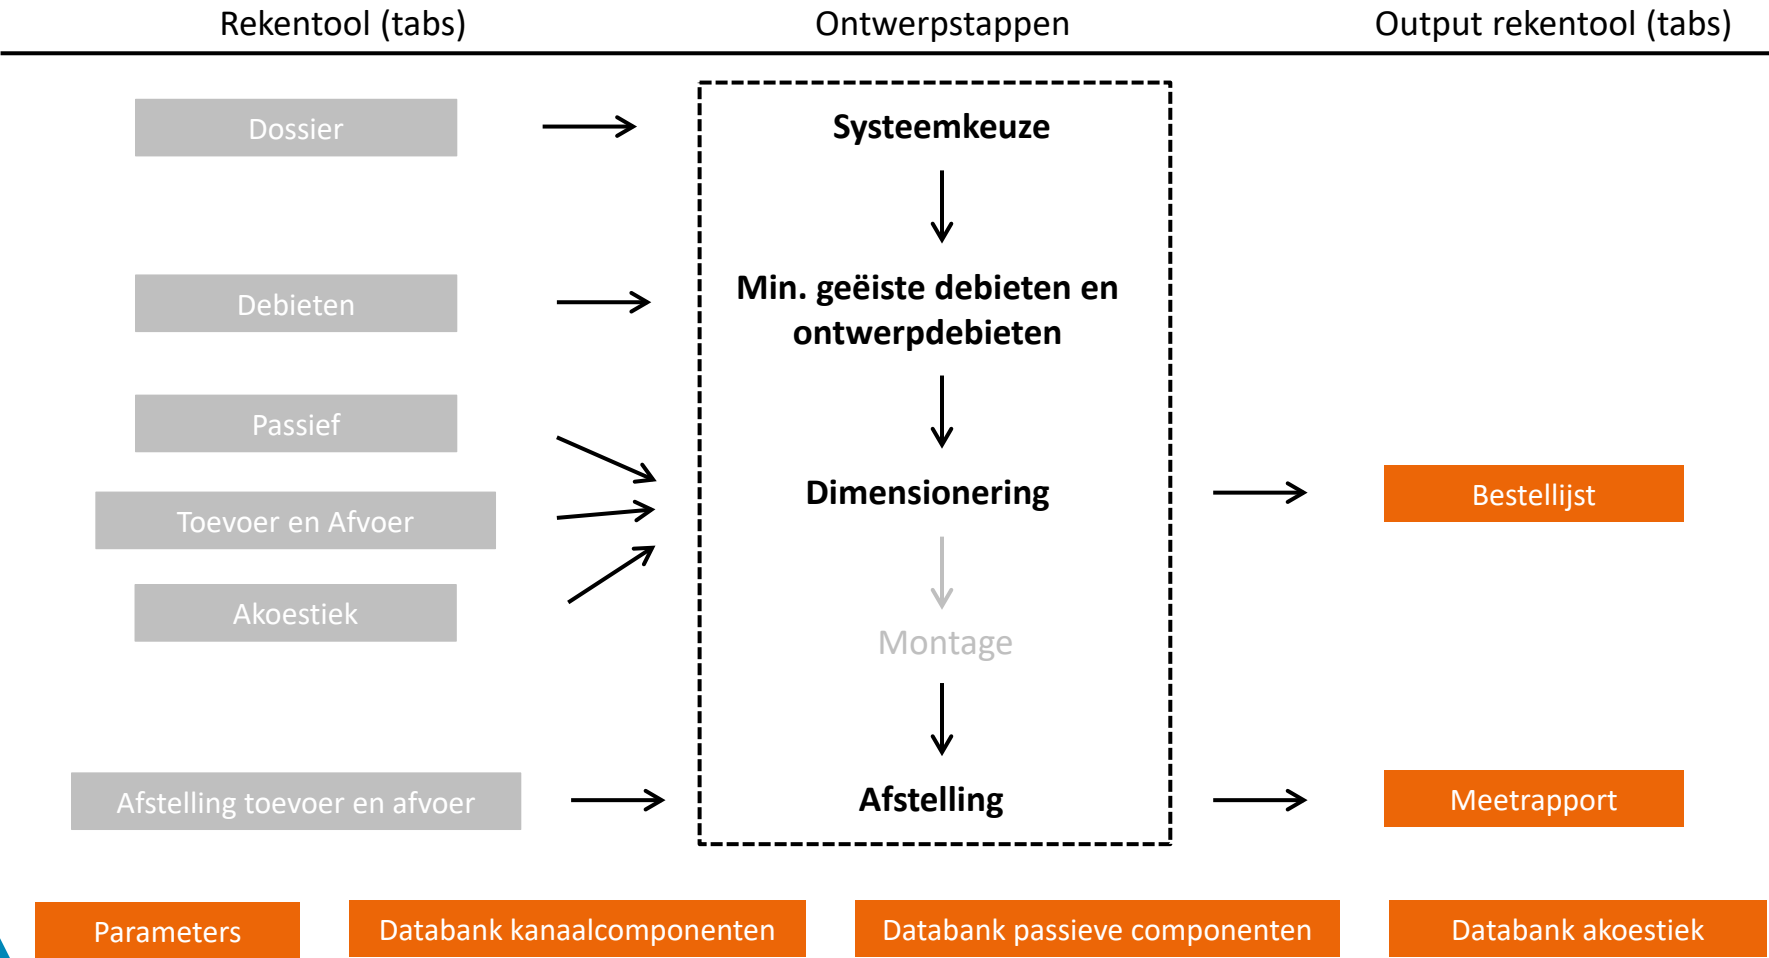 Rekentool (tabs)
Ontwerpstappen
Output rekentool (tabs)
Dossier
Systeemkeuze
Debieten
Min. geëiste debieten en
ontwerpdebieten
Passief
Toevoer en Afvoer
Akoestiek
Dimensionering
Bestellijst
Montage
Afstelling toevoer en afvoer
Afstelling
Meetrapport
Parameters
Databank kanaalcomponenten
Databank passieve componenten
Databank akoestiek